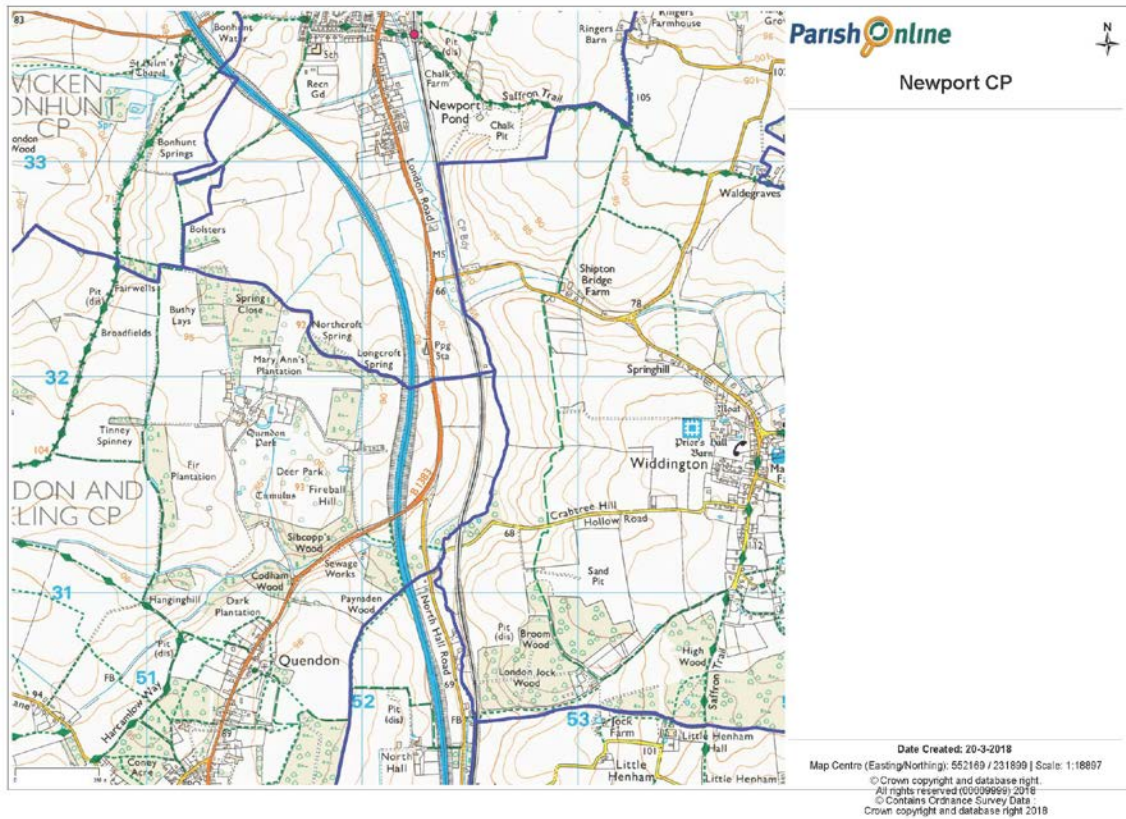 83
Bonhunt
Water
St Helen's
Chapel
WICKEN
BONHUNT
CP
Spr
London
Wood
Bonhunt
Springs
33
Sch
Recn
Gd
Pit
(dis)
Chalk
Farm
Newport
Pond
Saffron Trail
Chalk
Pit
Ringers
Barn
Ringers
Farmhouse
105
103
100
Waldegraves
London Road
CP Bdy
MS
66
Bolsters
Fairwells
Pit
(dis)
Broadfields
Bushy
Lays
Spring
Close
Northcroft
Spring
Longcroft
Spring
Ppg
Sta
Shipton
Bridge
Farm
78
Springhill
32
Mary Ann's
Plantation
Quendon
Park
Tinney
Spinney
104
Fir
Plantation
Deer Park
Tumulus
93
Fireball
Hill
B 1383
Moat
Prior's Hall
Barn
Widdington
DON AND
KLING CP
Sibcopp's
Wood
Crabtree Hill
Hollow Road
68
Sewage
Works
Codham
Wood
Paynsden
Wood
Sand
Pit
31
Hanginghill
Dark
Plantation
Pit
(dis)
FB
51
Quendon
North Hall Road
Pit
(dis)
Broom
Wood
London Jock
Wood
High
Wood
Saffron Trail
94
Harcamlow Way
52
69
FB
53
Pit
(dis)
North
Hall
Jock
Farm
101
Little
Henham
Little Henham
Hall
Little Henham
Coney
Acre
Parish Online
N
Newport CP
Date Created: 20-3-2018
Map Centre (Easting/Northing): 552169 / 231899 | Scale: 1:18897
© Crown copyright and database right.
All rights reserved (00009999) 2018
© Contains Ordnance Survey Data :
Crown copyright and database right 2018